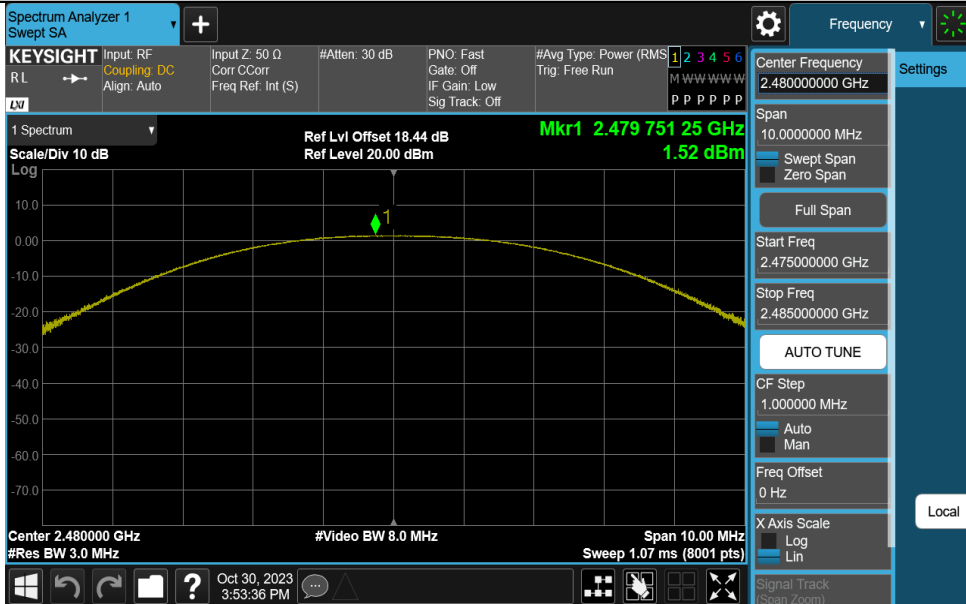 Spectrum Analyzer 1
Swept SA
+
Frequency
KEYSIGHT
RL
LXI
Input: RF
Coupling: DC
Align: Auto
Input Z: 50 Ω
Corr CCorr
Freq Ref: Int (S)
#Atten: 30 dB
PNO: Fast
Gate: Off
IF Gain: Low
Sig Track: Off
#Avg Type: Power (RMS
Trig: Free Run
1 2 3 4 5 6
M W W W W W
P P P P P P
1 Spectrum
Scale/Div 10 dB
Log
Ref Lvl Offset 18.44 dB
Ref Level 20.00 dBm
Mkr1 2.479 751 25 GHz
1.52 dBm
1
10.0
0.00
-10.0
-20.0
-30.0
-40.0
-50.0
-60.0
-70.0
Center 2.480000 GHz
#Res BW 3.0 MHz
#Video BW 8.0 MHz
Span 10.00 MHz
Sweep 1.07 ms (8001 pts)
Center Frequency
2.480000000 GHz
Span
10.0000000 MHz
Swept Span
Zero Span
Full Span
Start Freq
2.475000000 GHz
Stop Freq
2.485000000 GHz
AUTO TUNE
CF Step
1.000000 MHz
Auto
Man
Freq Offset
0 Hz
X Axis Scale
Log
Lin
Signal Track
(Span Zoom)
Settings
Local
?
Oct 30, 2023
3:53:36 PM